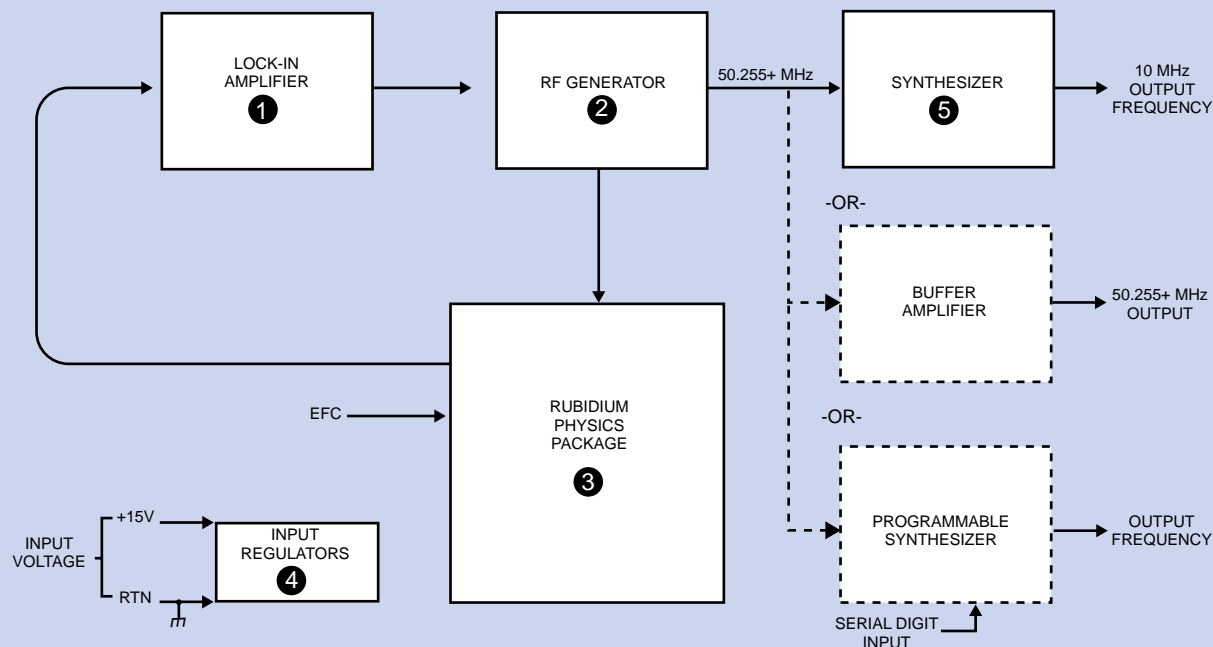 LOCK-IN
AMPLIFIER
1
RF GENERATOR
2
50.255+ MHz
SYNTHESIZER
5
10 MHz
OUTPUT
FREQUENCY
-OR-
BUFFER
AMPLIFIER
50.255+ MHz
OUTPUT
EFC
RUBIDIUM
PHYSICS
PACKAGE
3
-OR-
PROGRAMMABLE
SYNTHESIZER
OUTPUT
FREQUENCY
SERIAL DIGIT
INPUT
INPUT
VOLTAGE
+15V
RTN
INPUT
REGULATORS
4